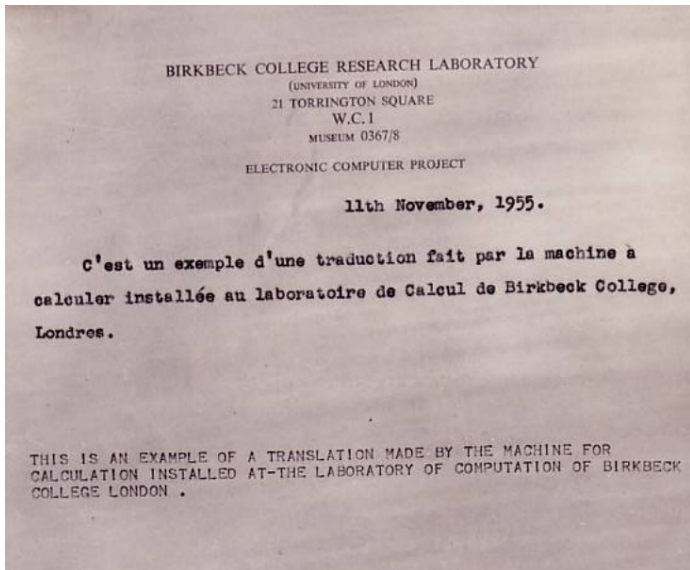 BIRKBECK COLLEGE RESEARCH LABORATORY
(UNIVERSITY OF LONDON)
21 TORRINGTON SQUARE
W.C.1
MUSEUM 0367/8
ELECTRONIC COMPUTER PROJECT
11th November, 1955.
C'est un exemple d'une traduction fait par la machine à
calculer installée au laboratoire de Calcul de Birkbeck College,
Londres.
THIS IS AN EXAMPLE OF A TRANSLATION MADE BY THE MACHINE FOR
CALCULATION INSTALLED AT-THE LABORATORY OF COMPUTATION OF BIRKBECK
COLLEGE LONDON .